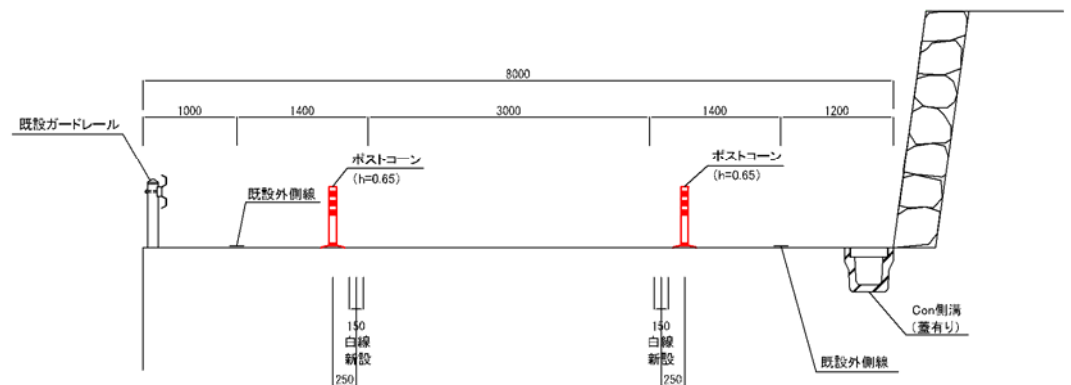 8000
1000
1400
3000
1400
1200
既設ガードレール
ポストコーン
(h=0.65)
ポストコーン
(h=0.65)
既設外側線
150
白線
新設
250
150
白線
新設
250
Con側溝
(蓋有り)
既設外側線